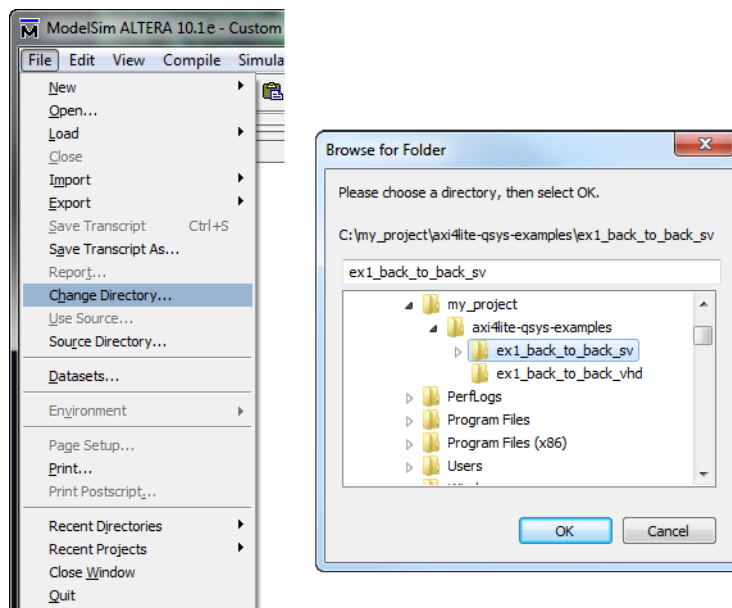 ModelSim ALTERA 10.1e - Custom
File Edit View Compile Simula
New
Open...
Load
Close
Import
Export
Save Transcript Ctrl+S
Save Transcript As...
Report...
Change Directory...
Use Source...
Source Directory...
Datasets...
Environment
Page Setup...
Print...
Print Postscript...
Recent Directories
Recent Projects
Close Window
Quit
Browse for Folder
Please choose a directory, then select OK.
C:\my_project\axi4lite-qsys-examples\ex1_back_to_back_sv
ex1_back_to_back_sv
my_project
axi4lite-qsys-examples
ex1_back_to_back_sv
ex1_back_to_back_vhd
PerfLogs
Program Files
Program Files (x86)
Users
OK Cancel